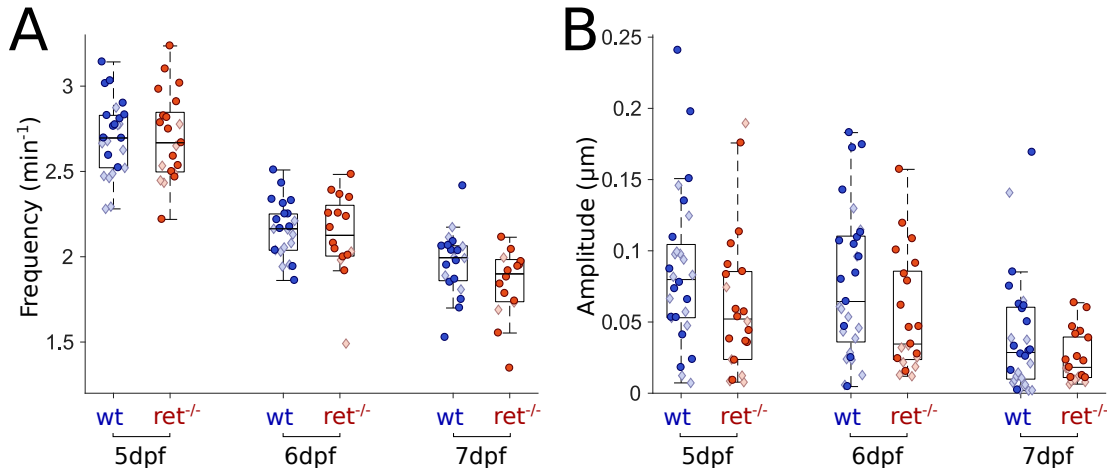 A
Frequency (min⁻¹)
3
2.5
2
1.5
wt ret⁻/⁻ wt ret⁻/⁻ wt ret⁻/⁻
5dpf 6dpf 7dpf
B
Amplitude (µm)
0.25
0.2
0.15
0.1
0.05
0
wt ret⁻/⁻ wt ret⁻/⁻ wt ret⁻/⁻
5dpf 6dpf 7dpf